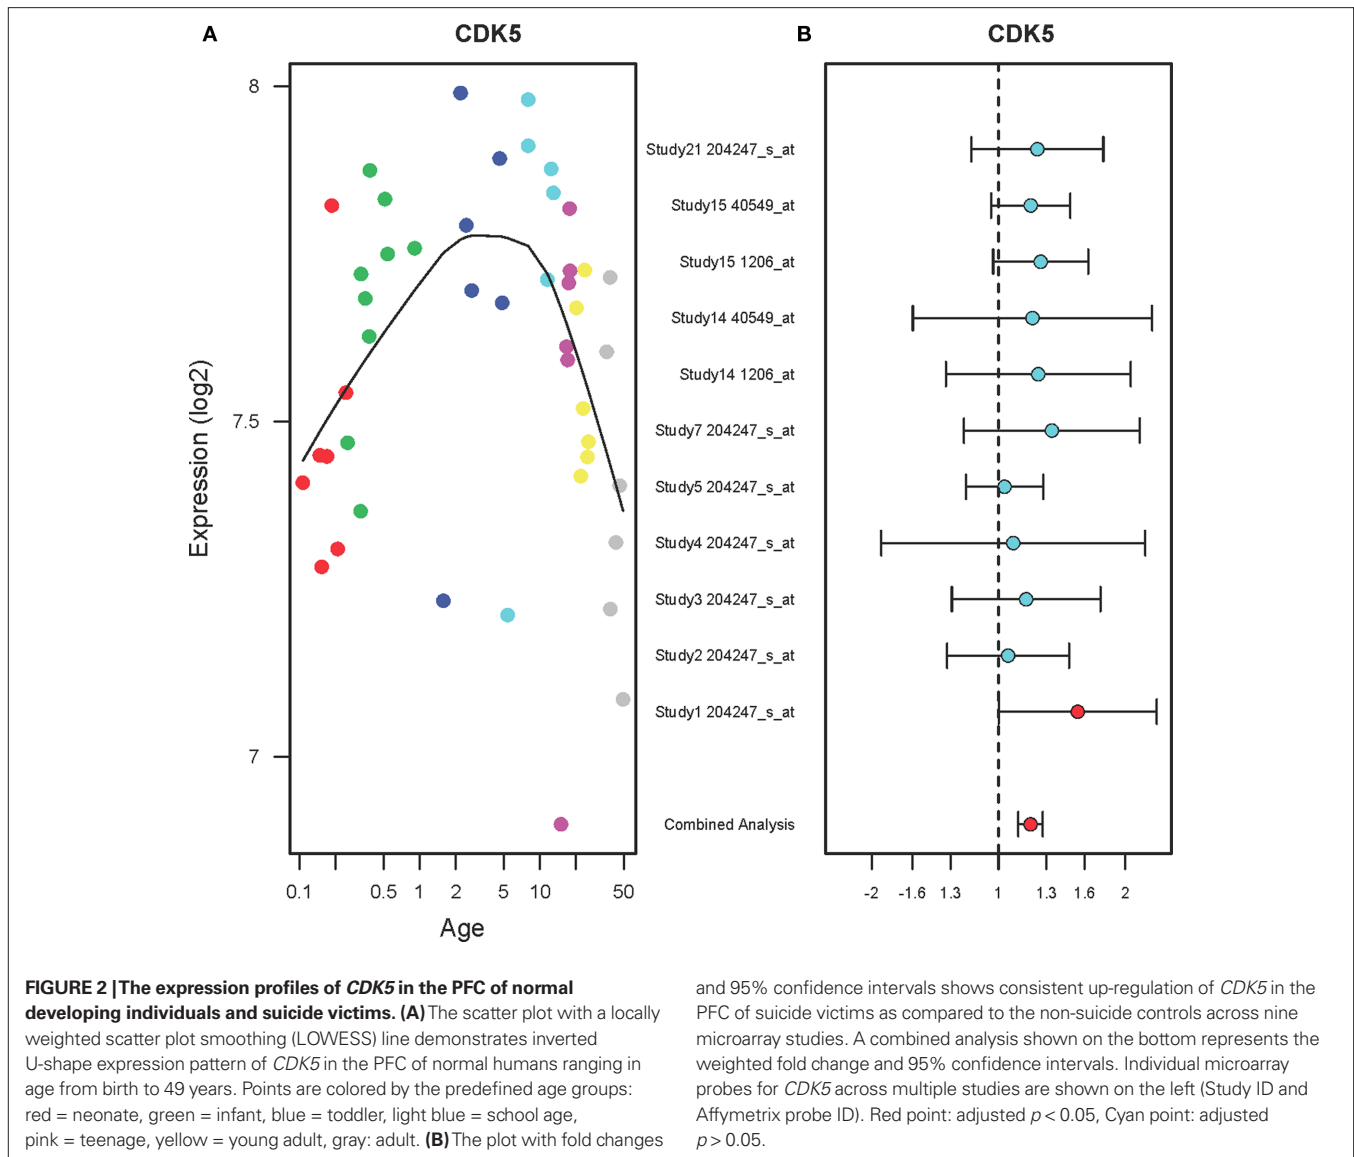 A
CDK5
8
7.5
7
Expression (log2)
0.1 0.5 1 2 5 10 50
Age
B
CDK5
Study21 204247_s_at
Study15 40549_at
Study15 1206_at
Study14 40549_at
Study14 1206_at
Study7 204247_s_at
Study5 204247_s_at
Study4 204247_s_at
Study3 204247_s_at
Study2 204247_s_at
Study1 204247_s_at
Combined Analysis
-2 -1.6 1.3 1 1.3 1.6 2
FIGURE 2 | The expression profiles of CDK5 in the PFC of normal
developing individuals and suicide victims. (A) The scatter plot with a locally
weighted scatter plot smoothing (LOWESS) line demonstrates inverted
U-shape expression pattern of CDK5 in the PFC of normal humans ranging in
age from birth to 49 years. Points are colored by the predefined age groups:
red = neonate, green = infant, blue = toddler, light blue = school age,
pink = teenage, yellow = young adult, gray: adult. (B) The plot with fold changes
and 95% confidence intervals shows consistent up-regulation of CDK5 in the
PFC of suicide victims as compared to the non-suicide controls across nine
microarray studies. A combined analysis shown on the bottom represents the
weighted fold change and 95% confidence intervals. Individual microarray
probes for CDK5 across multiple studies are shown on the left (Study ID and
Affymetrix probe ID). Red point: adjusted p < 0.05, Cyan point: adjusted
p > 0.05.